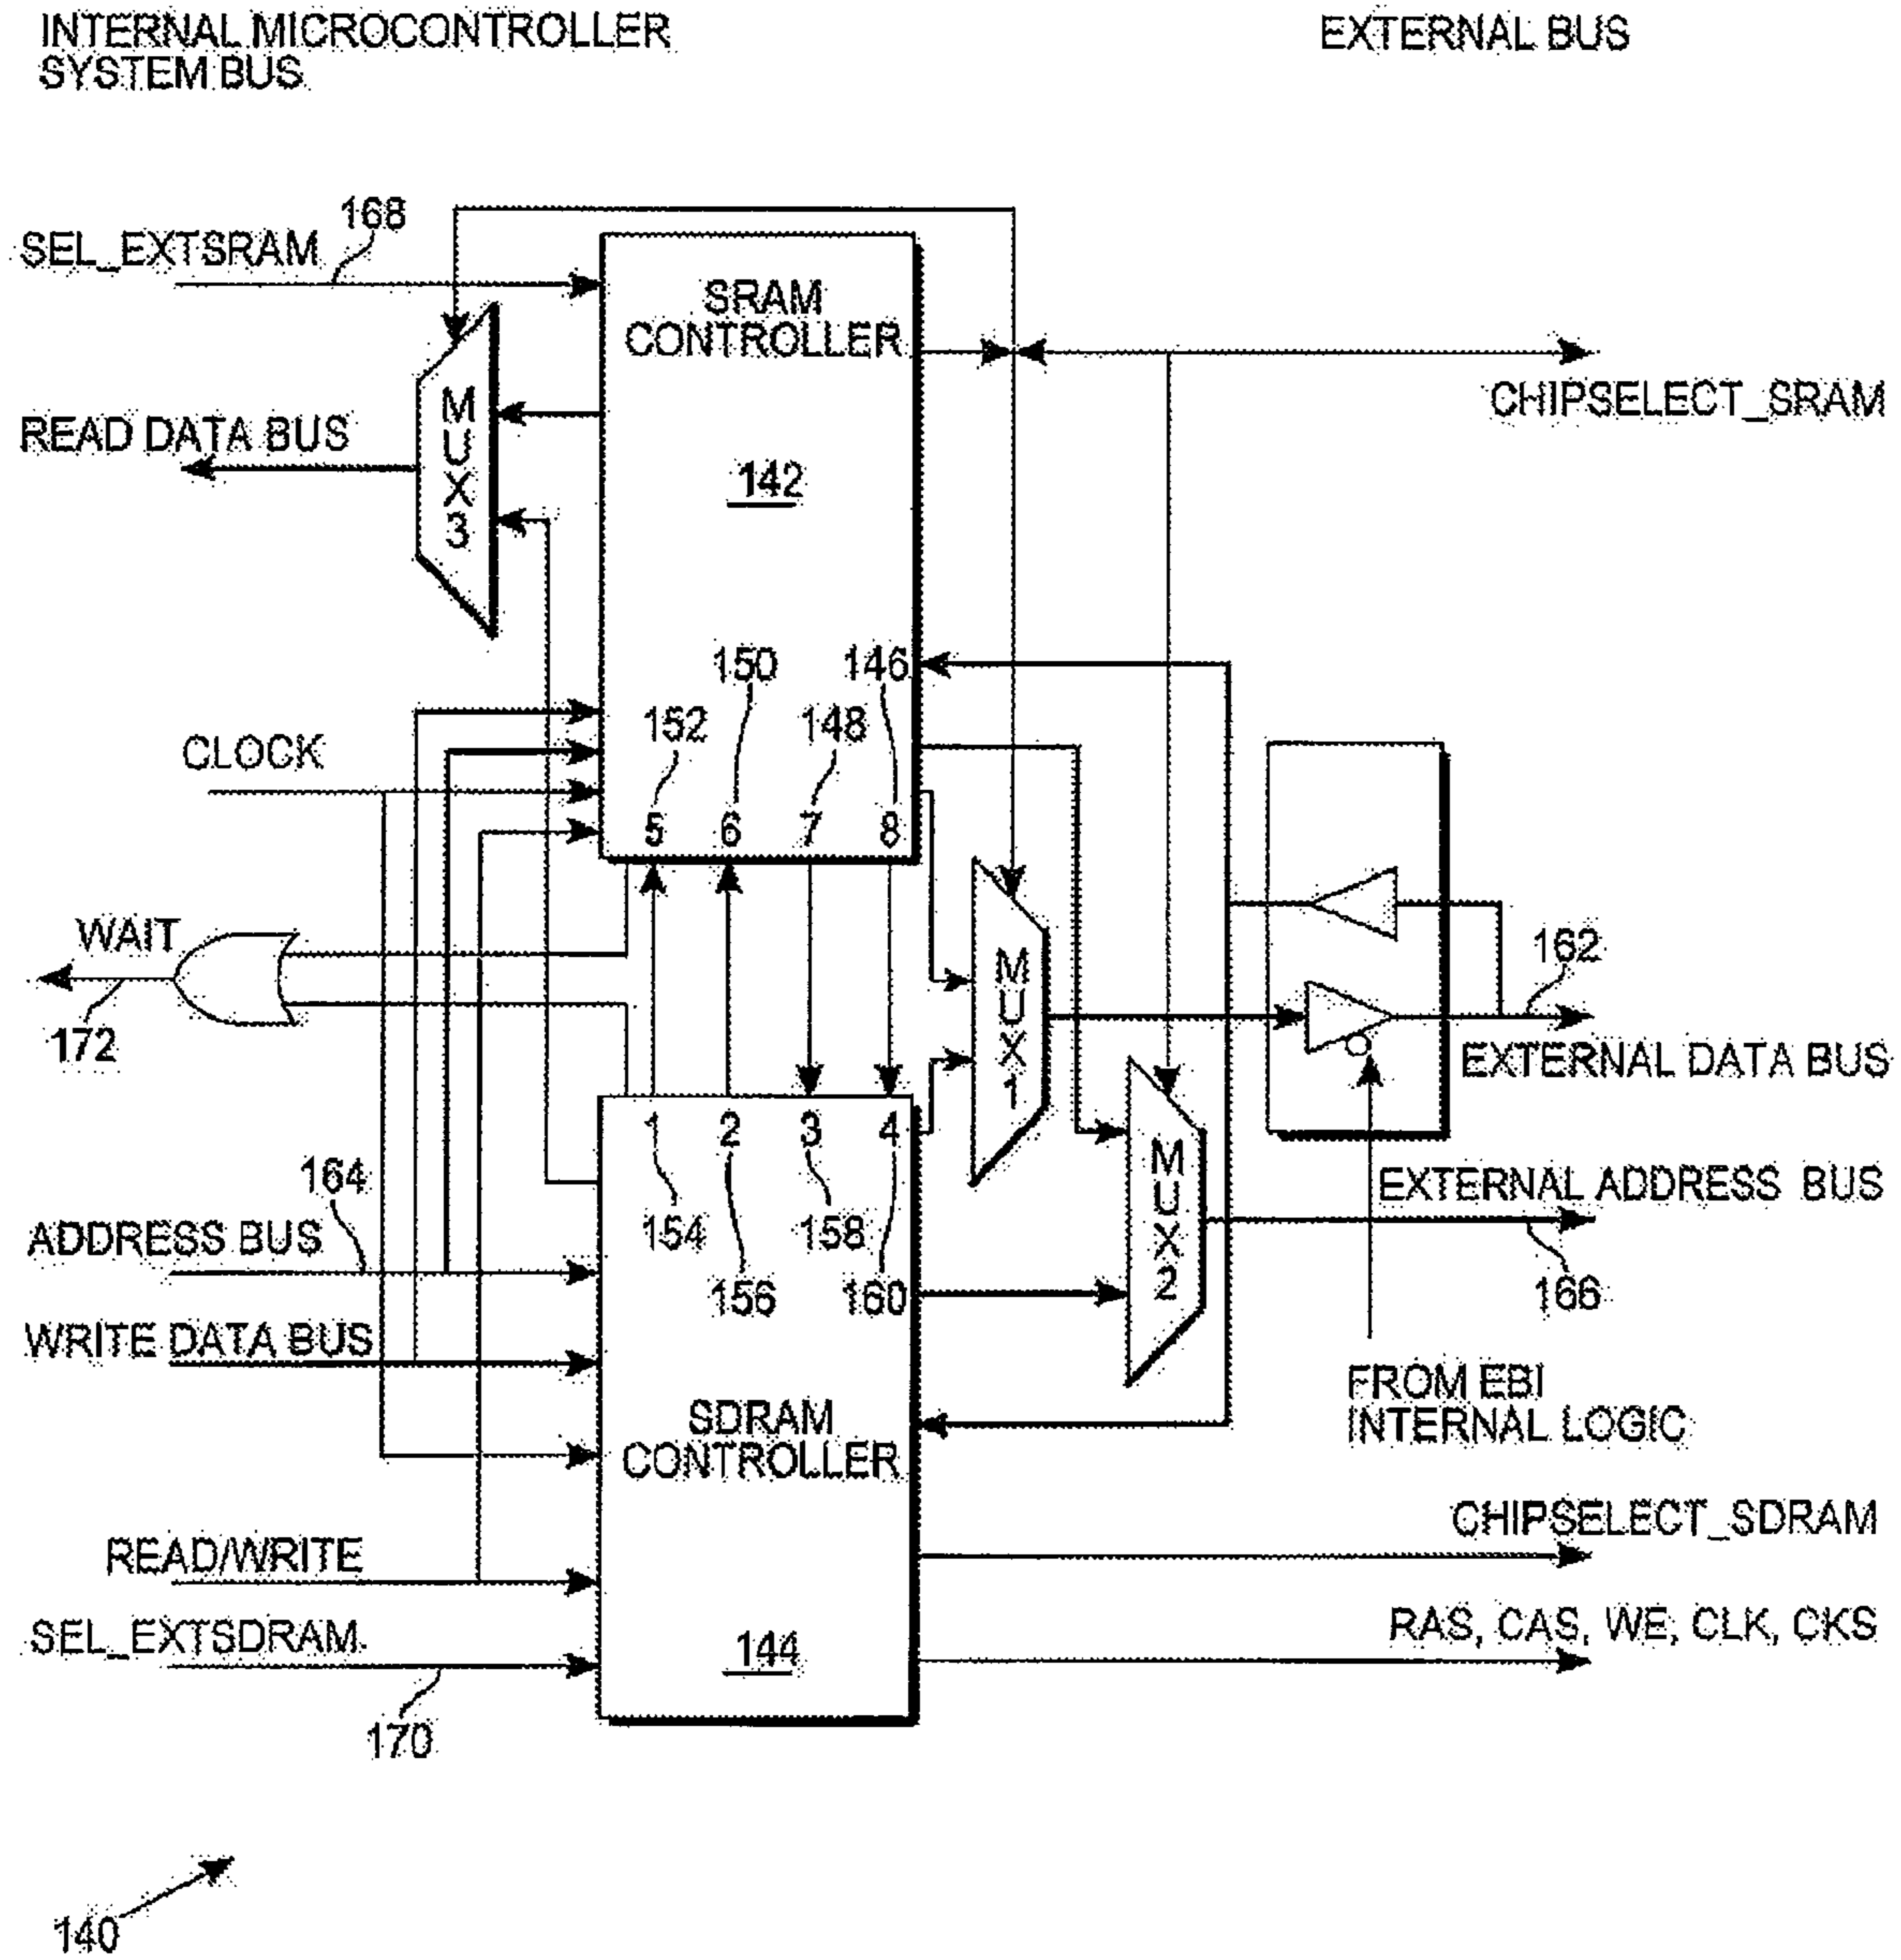 INTERNAL MICROCONTROLLER
SYSTEM BUS
EXTERNAL BUS
168
SEL_EXTSRAM
SRAM
CONTROLLER
CHIPSELECT_SRAM
MUX3
READ DATA BUS
142
150
146
152
148
CLOCK
5
6
7
8
WAIT
172
MUX1
162
EXTERNAL DATA BUS
1
2
3
4
164
154
158
MUX2
EXTERNAL ADDRESS BUS
ADDRESS BUS
156
160
166
WRITE DATA BUS
FROM EBI
INTERNAL LOGIC
SDRAM
CONTROLLER
CHIPSELECT_SDRAM
READ/WRITE
SEL_EXTSDRAM
RAS, CAS, WE, CLK, CKS
144
170
140